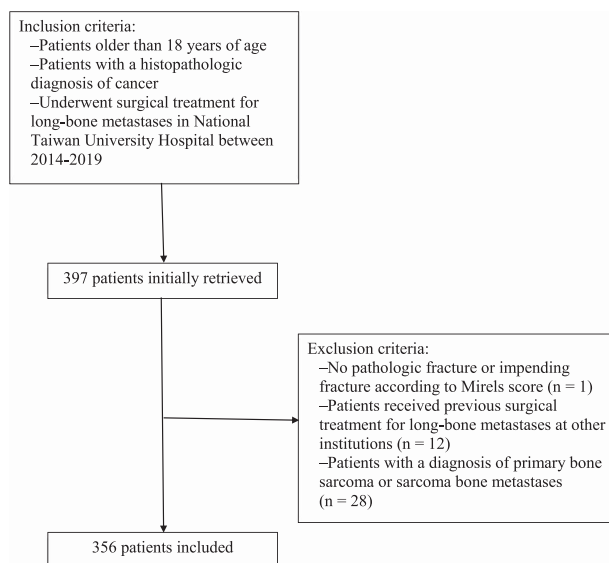 Inclusion criteria:
–Patients older than 18 years of age
–Patients with a histopathologic
diagnosis of cancer
–Underwent surgical treatment for
long-bone metastases in National
Taiwan University Hospital between
2014-2019
397 patients initially retrieved
Exclusion criteria:
–No pathologic fracture or impending
fracture according to Mirels score (n = 1)
–Patients received previous surgical
treatment for long-bone metastases at other
institutions (n = 12)
–Patients with a diagnosis of primary bone
sarcoma or sarcoma bone metastases
(n = 28)
356 patients included